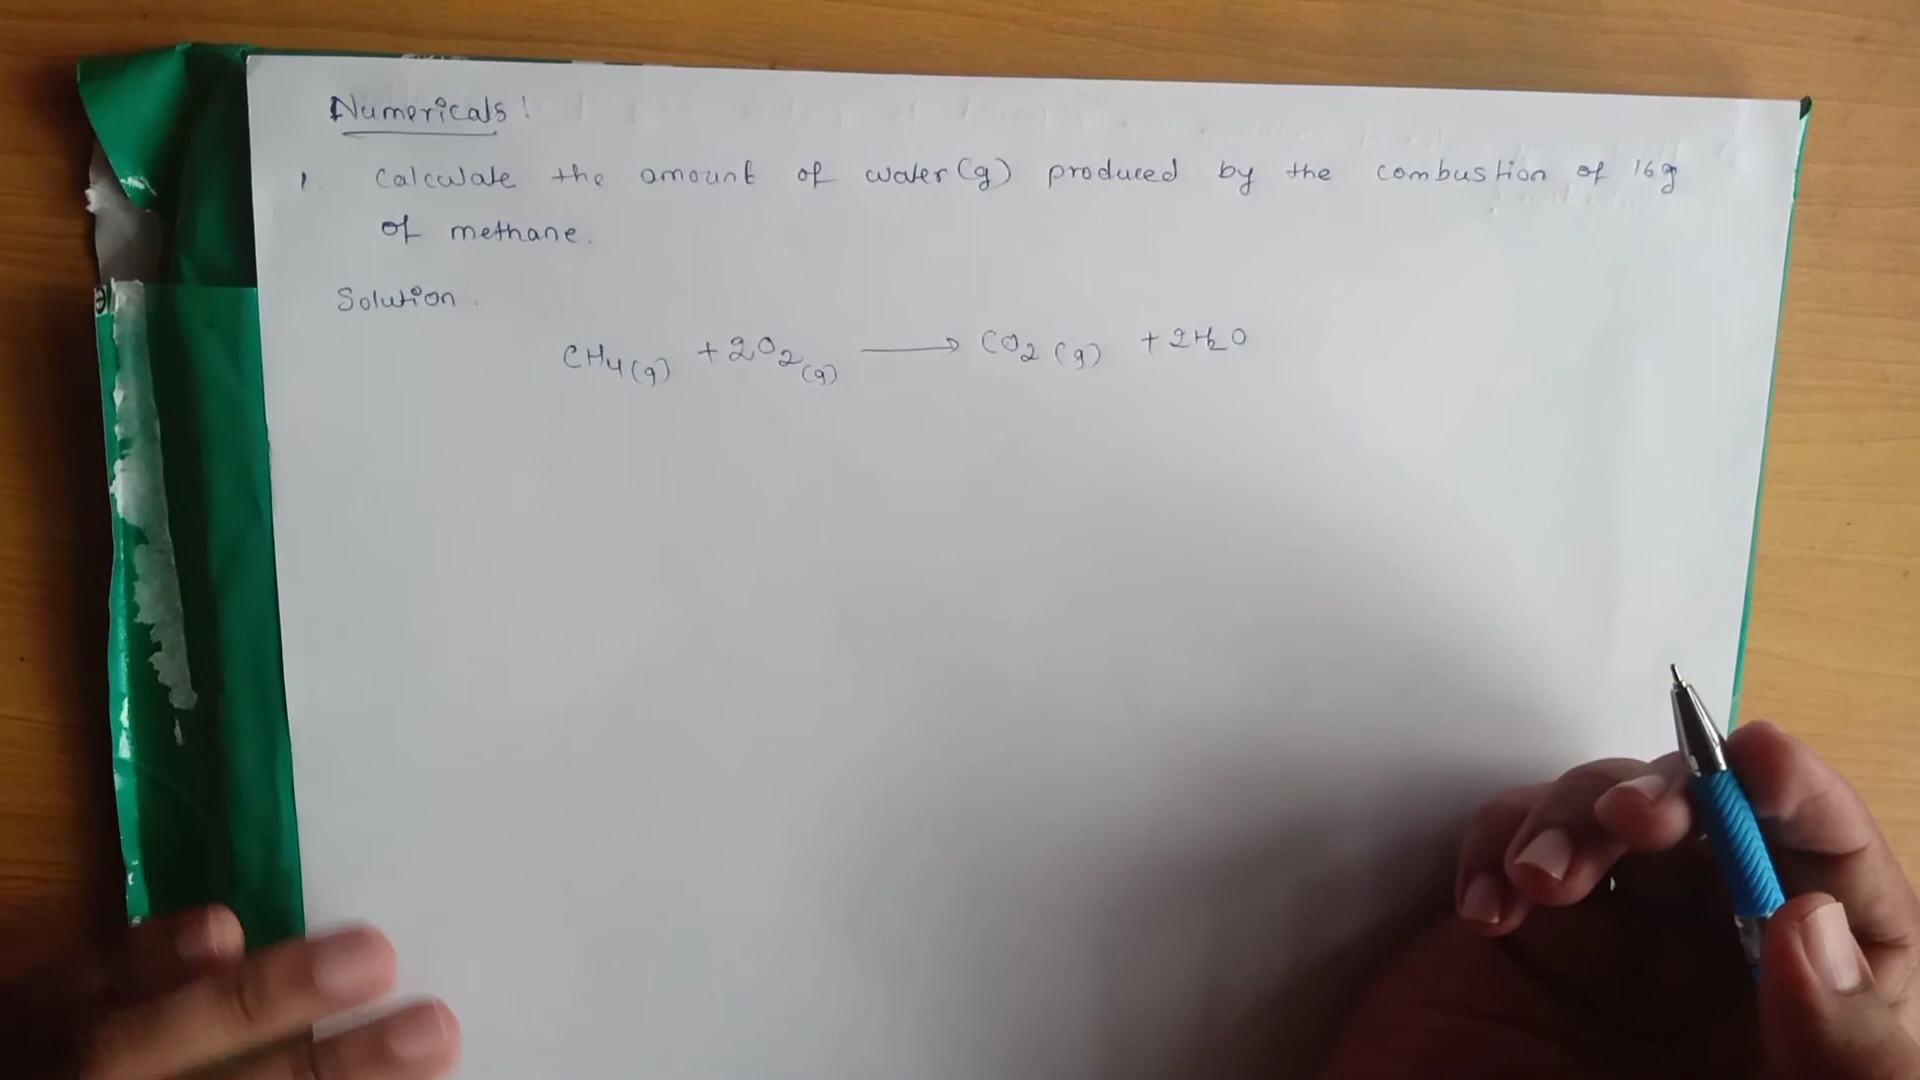 Numericals:
1. Calculate the amount of water(g) produced by the combustion of 16g
of methane.
Solution:
CH4(g) + 2O2(g) ⟶ CO2(g) + 2H2O